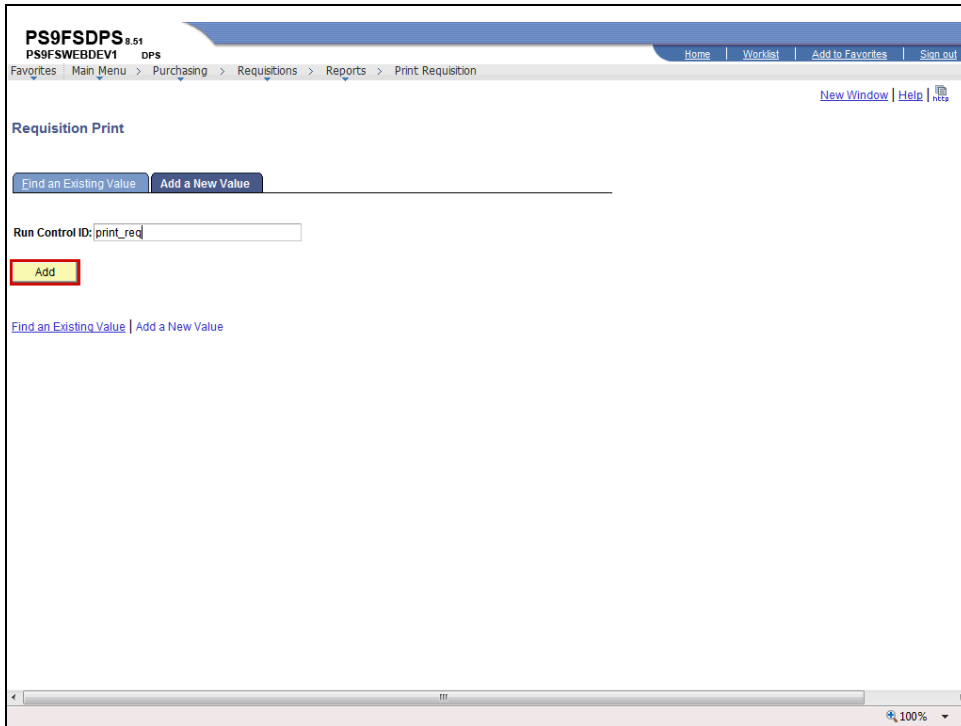 PS9FSDPS 8.51
PS9FSWEBDEV1 DPS
Home | Worklist | Add to Favorites | Sign out
Favorites Main Menu > Purchasing > Requisitions > Reports > Print Requisition
New Window | Help | http
Requisition Print
Find an Existing Value Add a New Value
Run Control ID: print_req
Add
Find an Existing Value | Add a New Value
100%